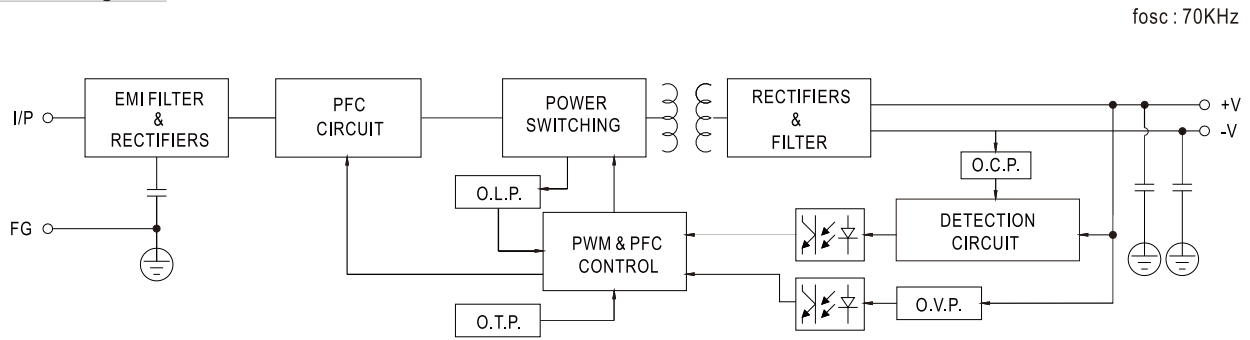 fosc : 70KHz
I/P
EMI FILTER
&
RECTIFIERS
PFC
CIRCUIT
POWER
SWITCHING
RECTIFIERS
&
FILTER
+V
-V
O.C.P.
O.L.P.
DETECTION
CIRCUIT
FG
PWM & PFC
CONTROL
O.V.P.
O.T.P.